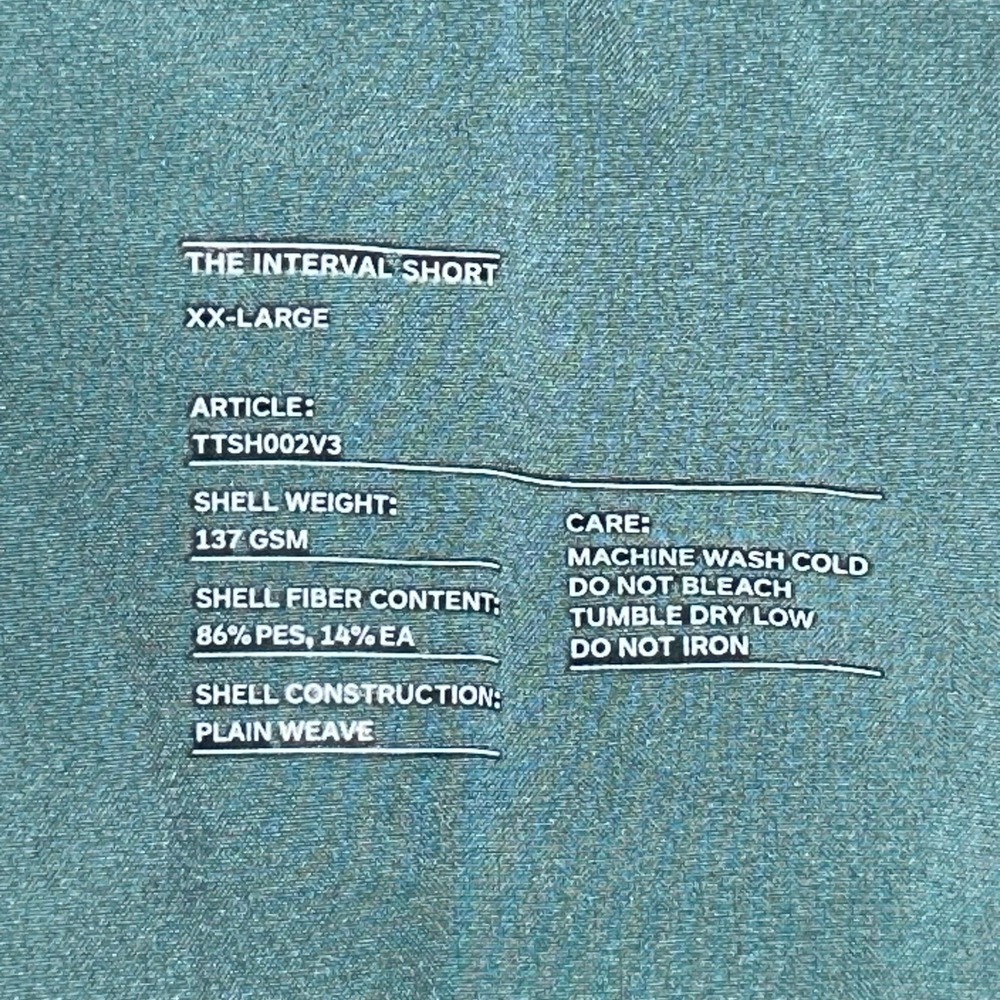 THE INTERVAL SHORT
XX-LARGE
ARTICLE:
TTSH002V3
SHELL WEIGHT:
137 GSM
SHELL FIBER CONTENT:
86% PES, 14% EA
SHELL CONSTRUCTION:
PLAIN WEAVE
CARE:
MACHINE WASH COLD
DO NOT BLEACH
TUMBLE DRY LOW
DO NOT IRON